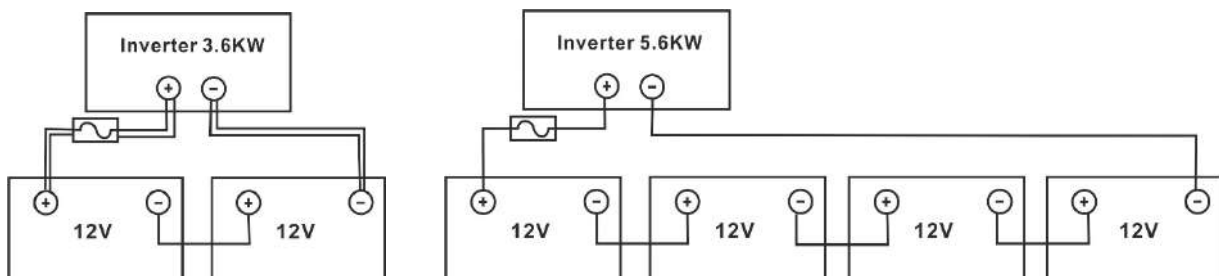 Inverter 3.6KW
+ −
+ − + −
12V 12V
Inverter 5.6KW
+ −
+ − + − + − + −
12V 12V 12V 12V